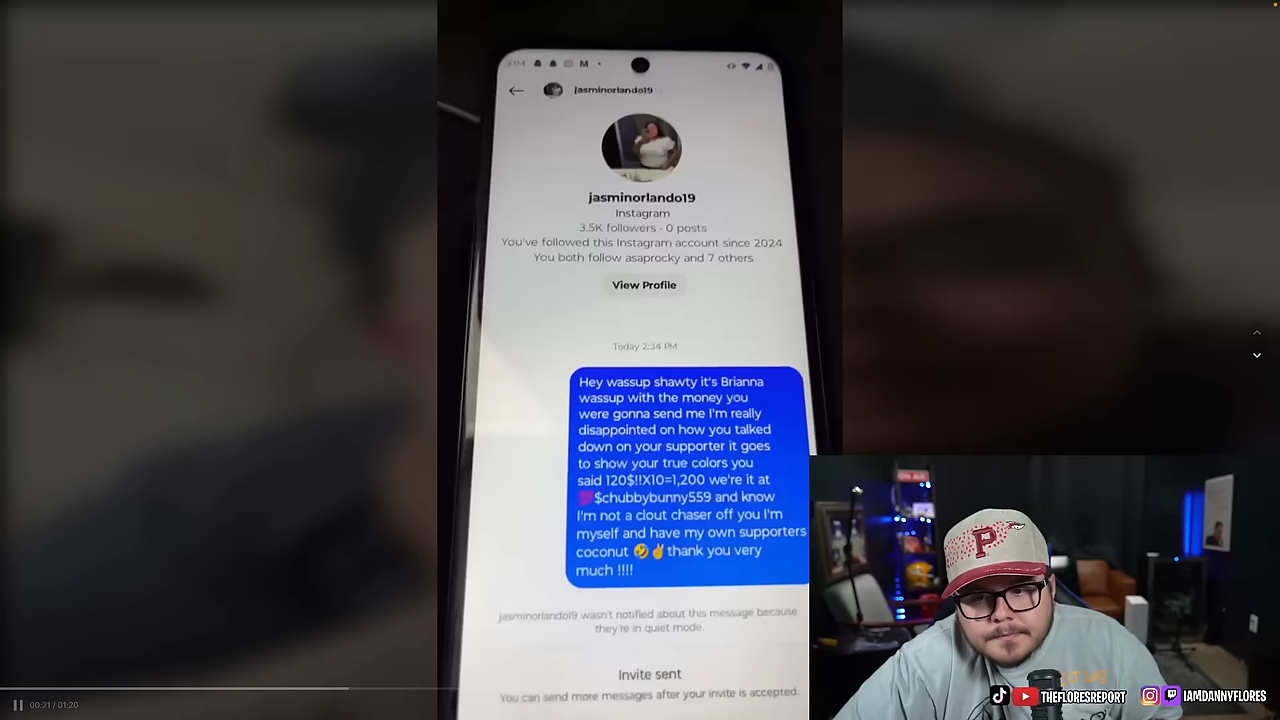 3:04 M
jasminorlando19
jasminorlando19
Instagram
3.5K followers · 0 posts
You've followed this Instagram account since 2024
You both follow asaprocky and 7 others
View Profile
Today 2:34 PM
Hey wassup shawty it's Brianna
wassup with the money you
were gonna send me I'm really
disappointed on how you talked
down on your supporter it goes
to show your true colors you
said 120$!!X10=1,200 we're it at
💯$chubbybunny559 and know
I'm not a clout chaser off you I'm
myself and have my own supporters
coconut 🤣✌️thank you very
much !!!!
jasminorlando19 wasn't notified about this message because
they're in quiet mode.
Invite sent
You can send more messages after your invite is accepted.
00:21 / 01:20
P
THEFLORESREPORT
IAMDANNYFLORES